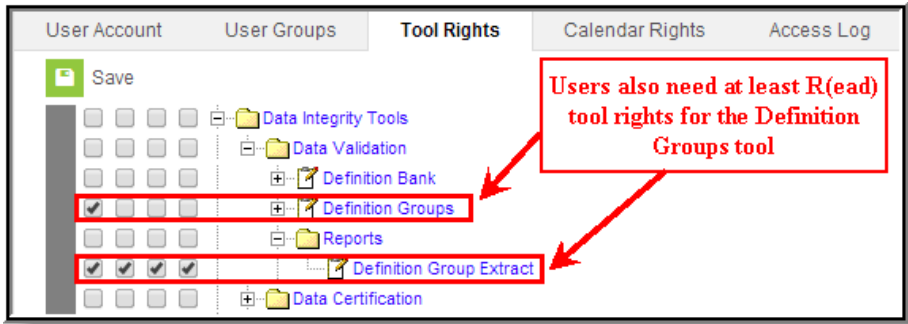 User Account User Groups Tool Rights Calendar Rights Access Log
Save
Users also need at least R(ead)
tool rights for the Definition
Groups tool
Data Integrity Tools
Data Validation
Definition Bank
Definition Groups
Reports
Definition Group Extract
Data Certification